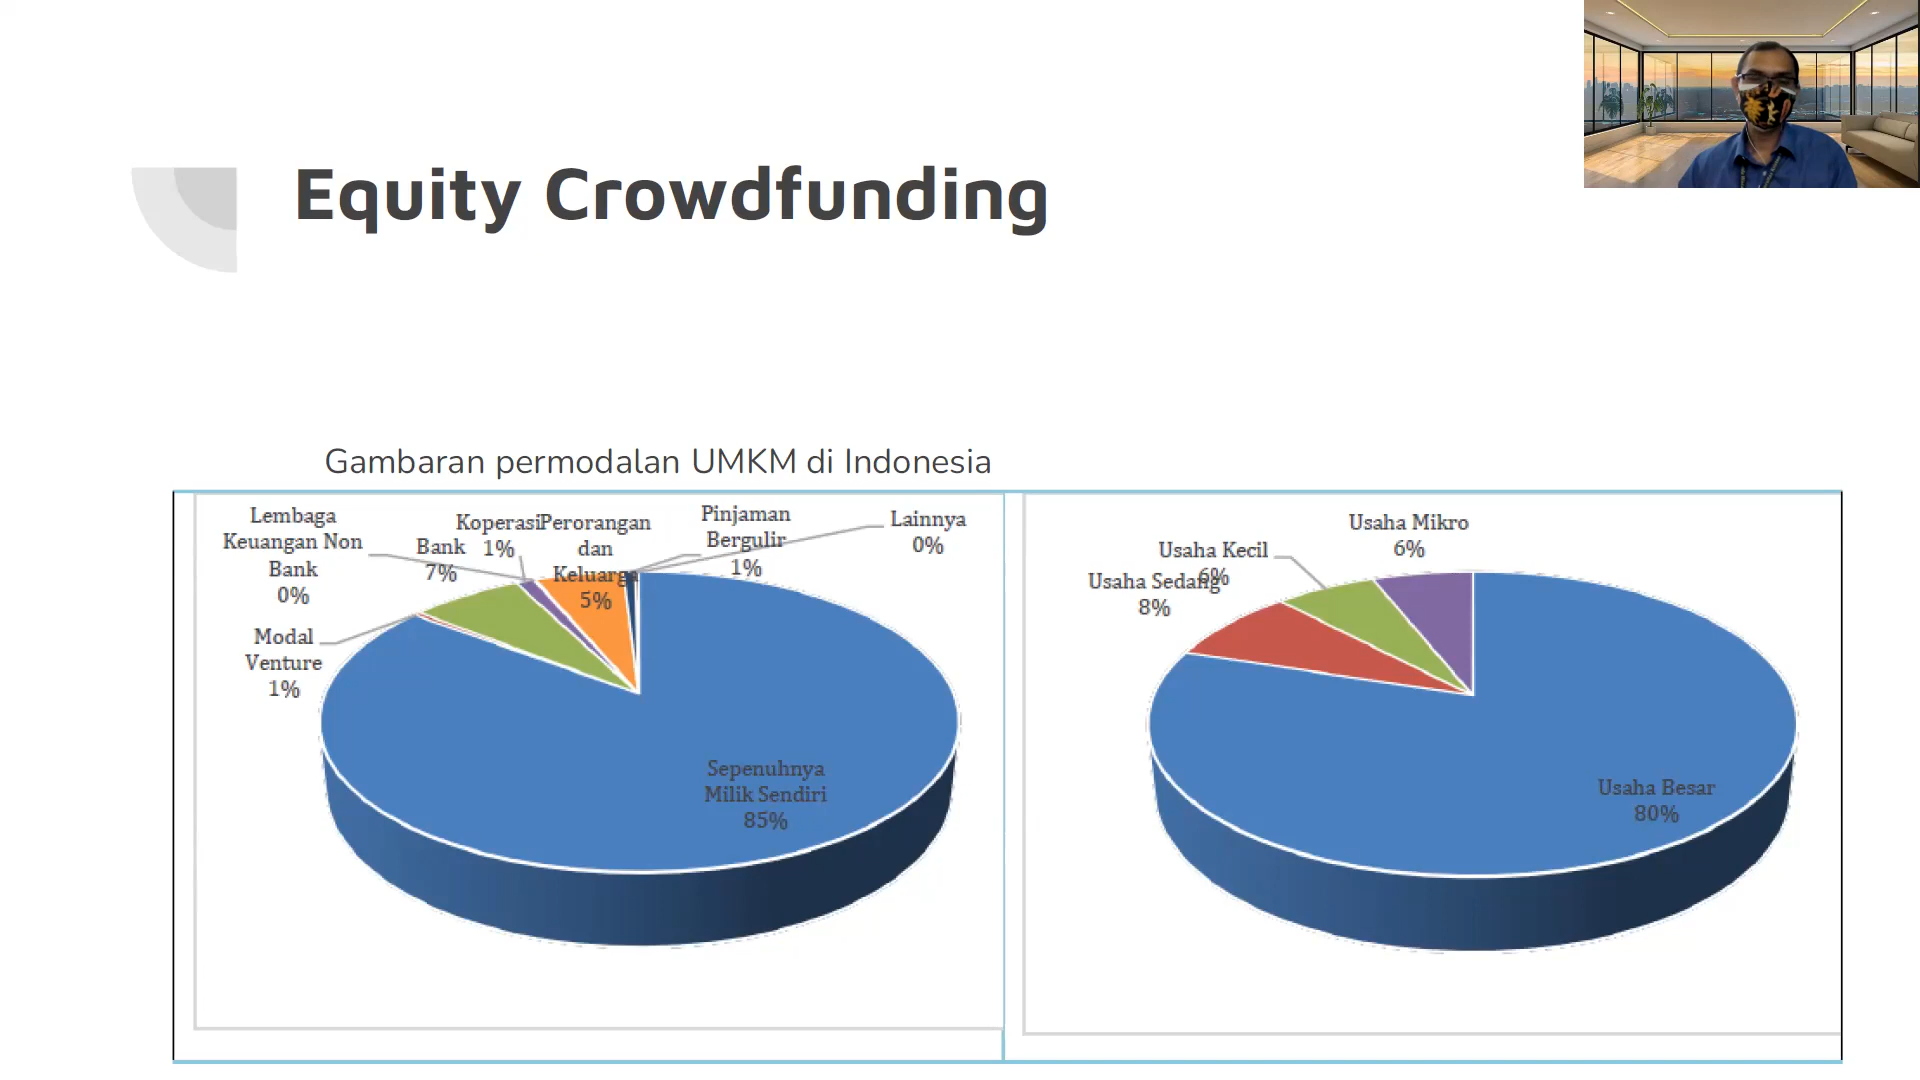 Equity Crowdfunding
Gambaran permodalan UMKM di Indonesia
Lembaga
Keuangan Non
Bank
0%
Bank
7%
Koperasi
1%
Perorangan
dan
Keluarga
5%
Pinjaman
Bergulir
1%
Lainnya
0%
Modal
Venture
1%
Sepenuhnya
Milik Sendiri
85%
Usaha Mikro
6%
Usaha Kecil
6%
Usaha Sedang
8%
Usaha Besar
80%